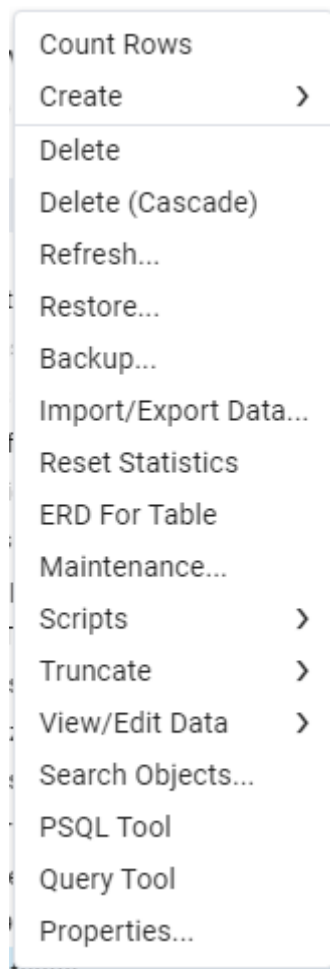 Count Rows
Create
Delete
Delete (Cascade)
Refresh...
Restore...
Backup...
Import/Export Data...
Reset Statistics
ERD For Table
Maintenance...
Scripts
Truncate
View/Edit Data
Search Objects...
PSQL Tool
Query Tool
Properties...